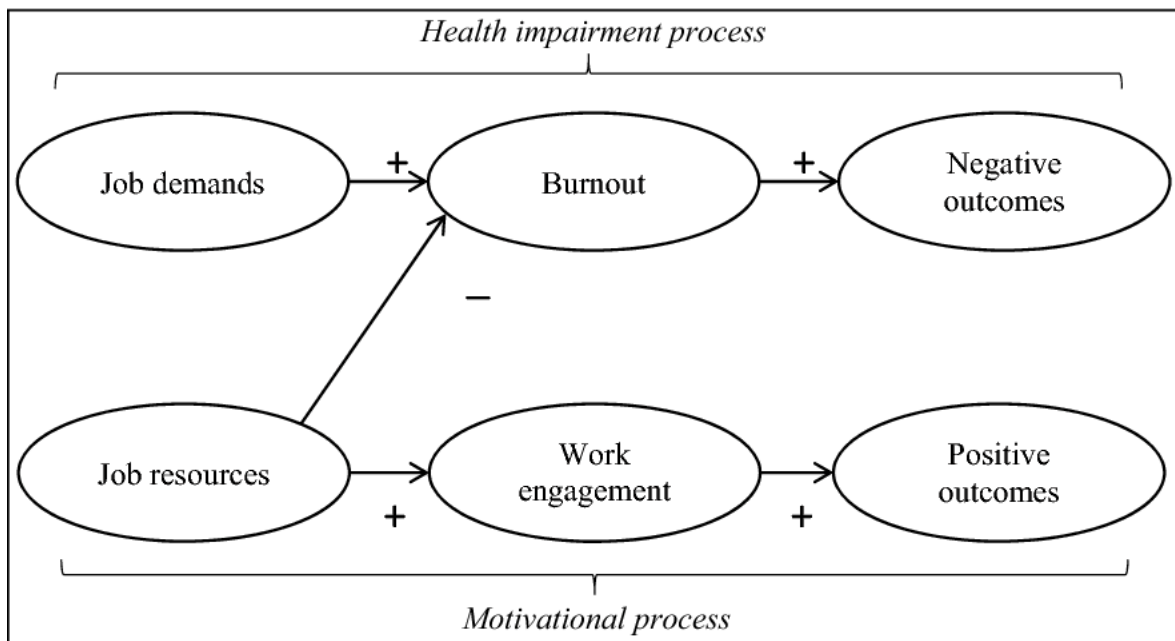 Health impairment process
+
+
Job demands
Burnout
Negative
outcomes
–
Job resources
Work
engagement
Positive
outcomes
+
+
Motivational process